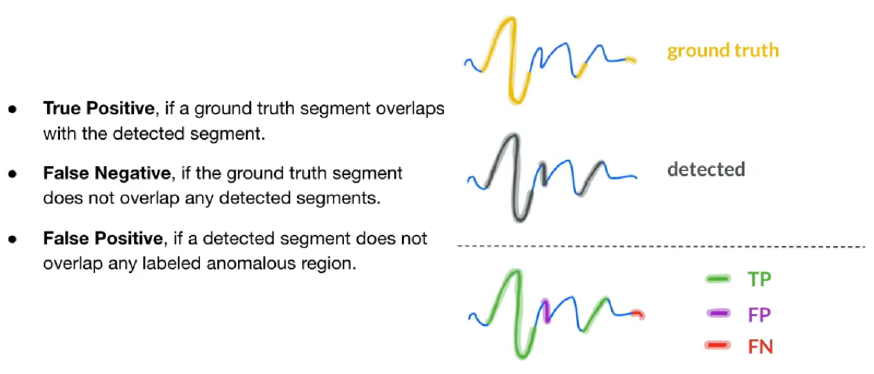 ● True Positive, if a ground truth segment overlaps
with the detected segment.
● False Negative, if the ground truth segment
does not overlap any detected segments.
● False Positive, if a detected segment does not
overlap any labeled anomalous region.
ground truth
detected
TP
FP
FN